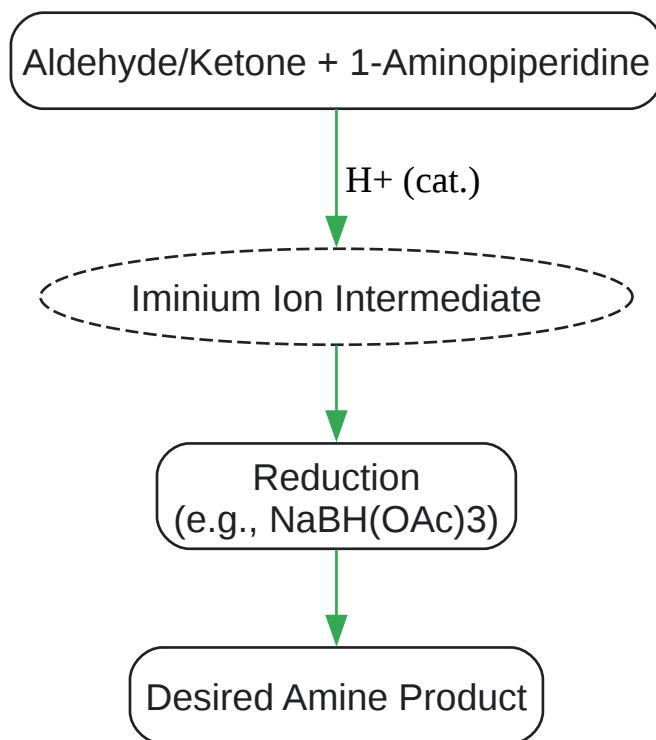 Aldehyde/Ketone + 1-Aminopiperidine
H+ (cat.)
Iminium Ion Intermediate
Reduction
(e.g., NaBH(OAc)3)
Desired Amine Product